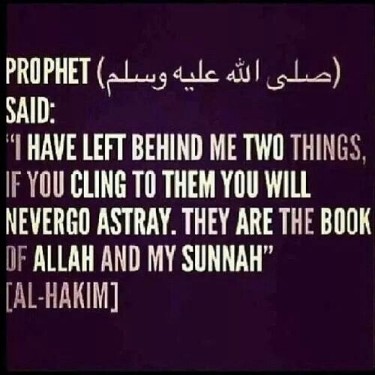 PROPHET (صلى الله عليه وسلم)
SAID:
"I HAVE LEFT BEHIND ME TWO THINGS,
IF YOU CLING TO THEM YOU WILL
NEVERGO ASTRAY. THEY ARE THE BOOK
OF ALLAH AND MY SUNNAH"
[AL-HAKIM]